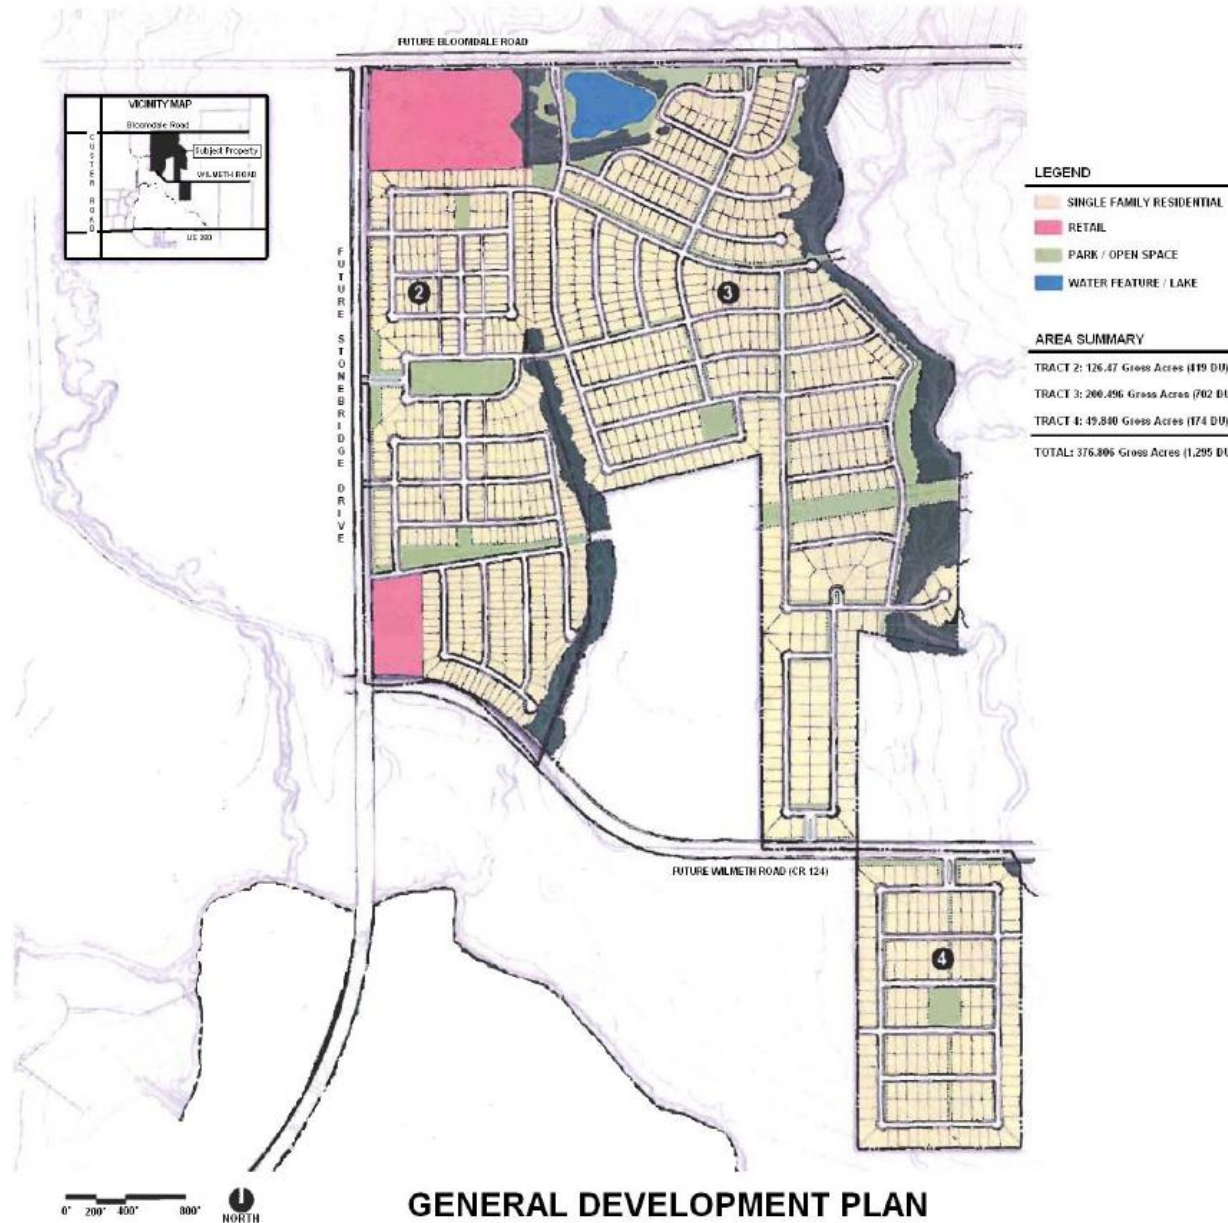 FUTURE BLOOMDALE ROAD
VICINITY MAP
Bloomdale Road
CUSTER ROAD
Subject Property
WILMETH ROAD
US 380
LEGEND
SINGLE FAMILY RESIDENTIAL
RETAIL
PARK / OPEN SPACE
WATER FEATURE / LAKE
AREA SUMMARY
TRACT 2: 126.47 Gross Acres (419 DU)
TRACT 3: 200.496 Gross Acres (702 DU
TRACT 4: 49.840 Gross Acres (174 DU)
TOTAL: 376.806 Gross Acres (1,295 DU
FUTURE STONEBRIDGE DRIVE
2
3
FUTURE WILMETH ROAD (CR 124)
4
0' 200' 400' 800'
NORTH
GENERAL DEVELOPMENT PLAN